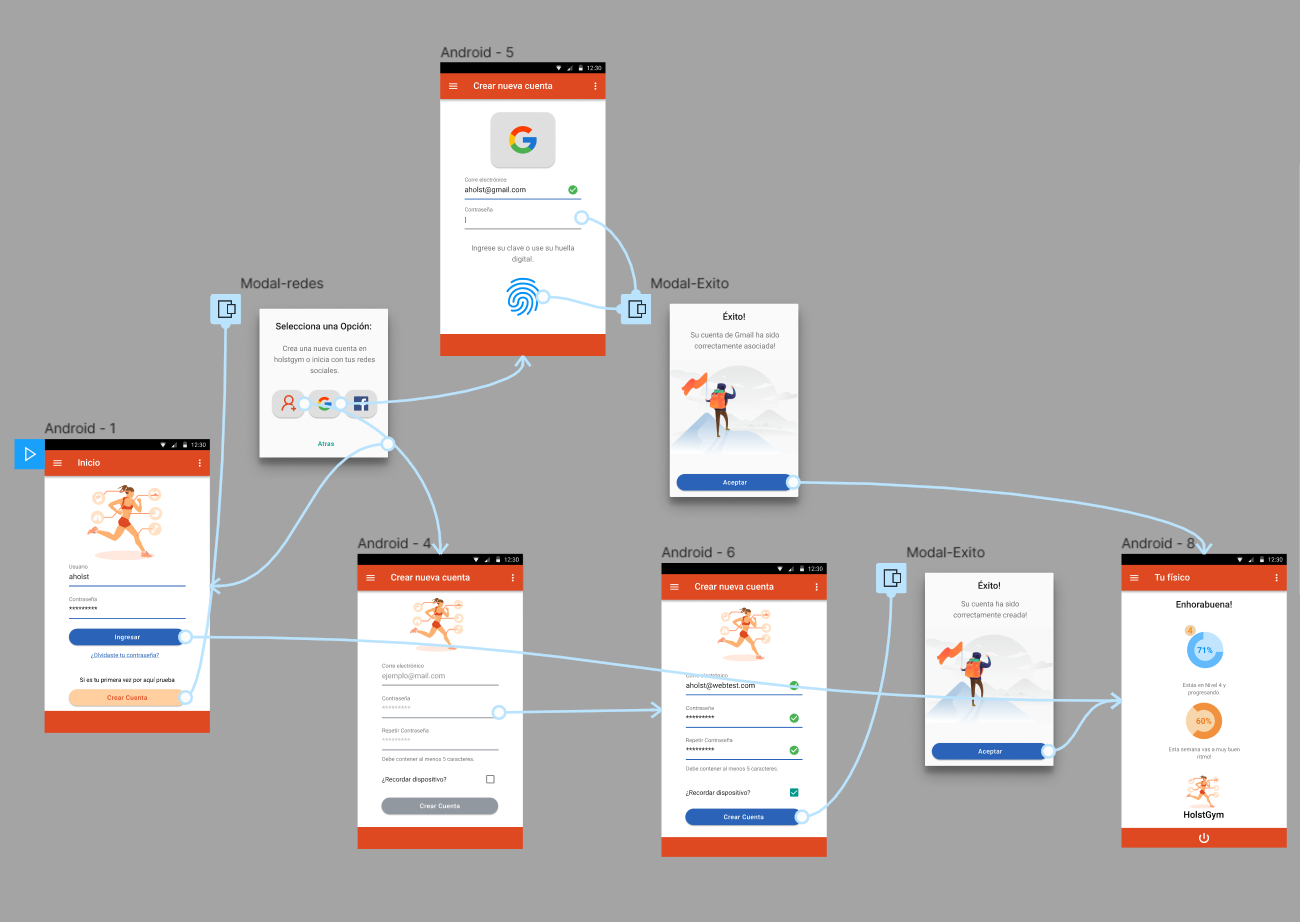 Android - 5
12:30
Crear nueva cuenta
Corre electrónico
aholst@gmail.com
Contraseña
Ingrese su clave o use su huella
digital.
Modal-redes
Selecciona una Opción:
Crea una nueva cuenta en
holstgym o inicia con tus redes
sociales.
Atras
Modal-Exito
Éxito!
Su cuenta de Gmail ha sido
correctamente asociada!
Aceptar
Android - 1
12:30
Inicio
Usuario
aholst
Contraseña
*********
Ingresar
¿Olvidaste tu contraseña?
Si es tu primera vez por aquí prueba
Crear Cuenta
Android - 4
12:30
Crear nueva cuenta
Corre electrónico
ejemplo@mail.com
Contraseña
*********
Repetir Contraseña
*********
Debe contener al menos 5 caracteres.
¿Recordar dispositivo?
Crear Cuenta
Android - 6
12:30
Crear nueva cuenta
Corre electrónico
aholst@webtest.com
Contraseña
*********
Repetir Contraseña
*********
Debe contener al menos 5 caracteres.
¿Recordar dispositivo?
Crear Cuenta
Modal-Exito
Éxito!
Su cuenta ha sido
correctamente creada!
Aceptar
Android - 8
12:30
Tu físico
Enhorabuena!
4
71%
Estás en Nivel 4 y
progresando.
60%
Esta semana vas a muy buen
ritmo!
HolstGym